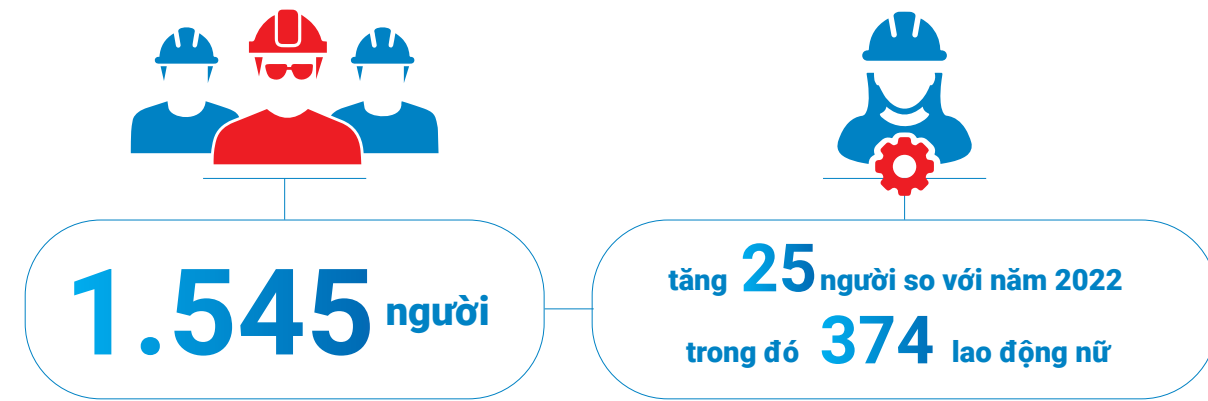 1.545 người
tăng 25 người so với năm 2022
trong đó 374 lao động nữ